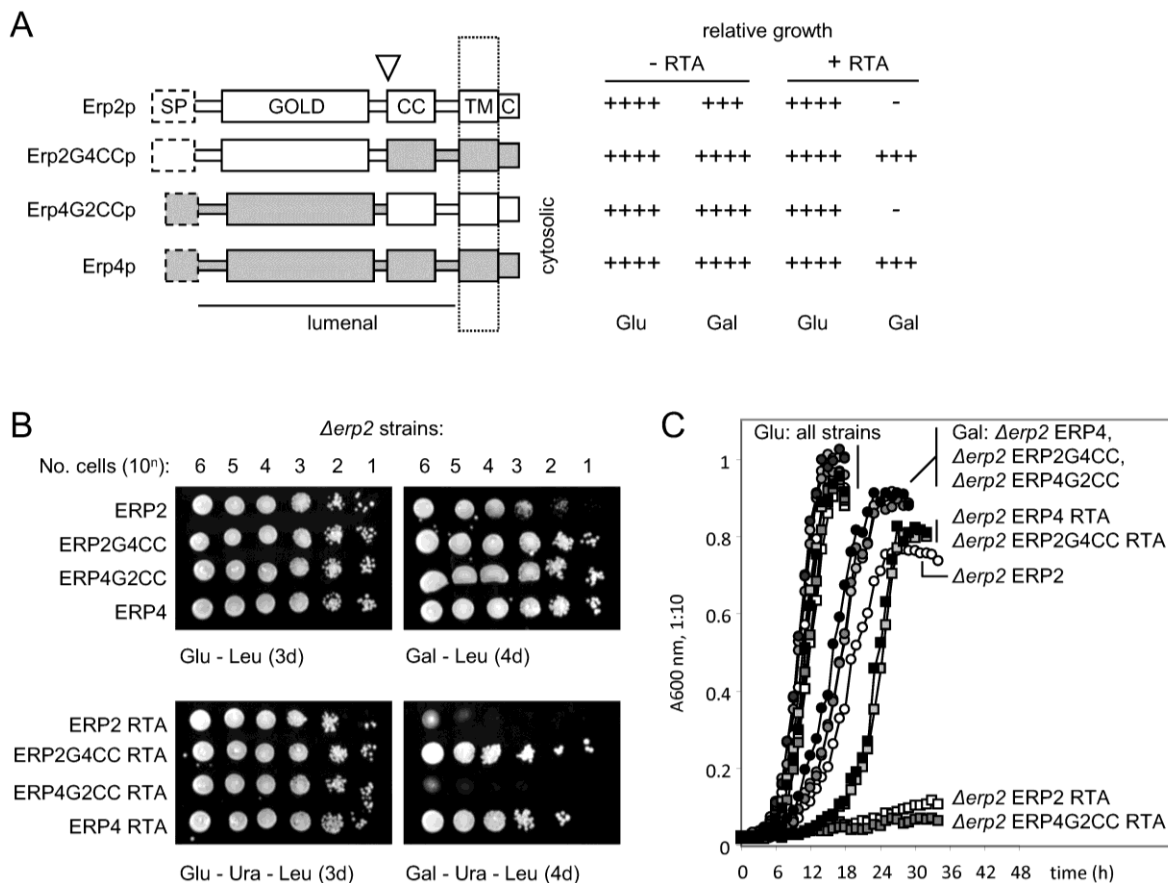 A
relative growth
- RTA + RTA
Erp2p SP GOLD CC TM C ++++ +++ ++++ -
Erp2G4CCp ++++ ++++ ++++ +++
Erp4G2CCp ++++ ++++ ++++ -
Erp4p ++++ ++++ ++++ +++
cytosolic
lumenal Glu Gal Glu Gal
B
Δerp2 strains:
No. cells (10ⁿ): 6 5 4 3 2 1 6 5 4 3 2 1
ERP2
ERP2G4CC
ERP4G2CC
ERP4
Glu - Leu (3d) Gal - Leu (4d)
ERP2 RTA
ERP2G4CC RTA
ERP4G2CC RTA
ERP4 RTA
Glu - Ura - Leu (3d) Gal - Ura - Leu (4d)
C
Glu: all strains
Gal: Δerp2 ERP4,
Δerp2 ERP2G4CC,
Δerp2 ERP4G2CC
Δerp2 ERP4 RTA
Δerp2 ERP2G4CC RTA
Δerp2 ERP2
Δerp2 ERP2 RTA
Δerp2 ERP4G2CC RTA
A600 nm, 1:10
1
0.8
0.6
0.4
0.2
0
0 6 12 18 24 30 36 42 48 time (h)